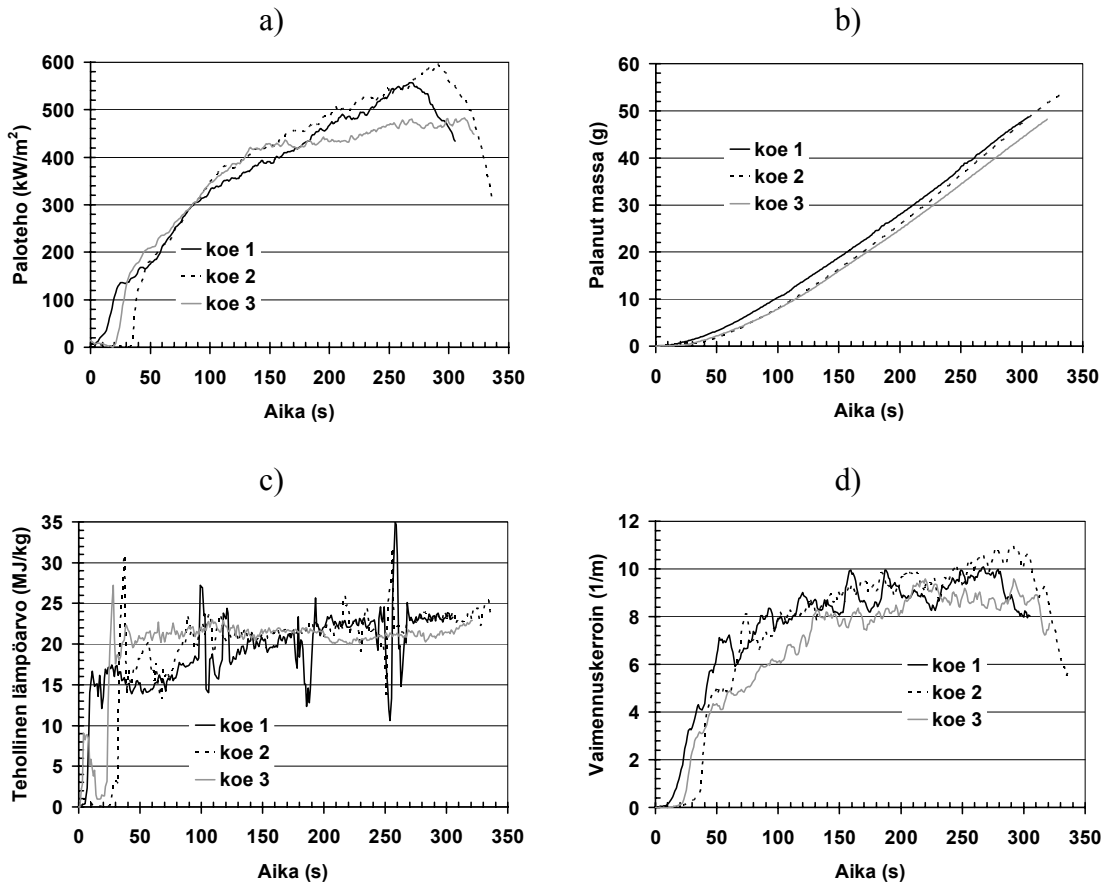 a)
Paloteho (kW/m²)
600
500
400
300
200
100
0
koe 1
koe 2
koe 3
0 50 100 150 200 250 300 350
Aika (s)
b)
Palanut massa (g)
60
50
40
30
20
10
0
koe 1
koe 2
koe 3
0 50 100 150 200 250 300 350
Aika (s)
c)
Tehollinen lämpöarvo (MJ/kg)
35
30
25
20
15
10
5
0
koe 1
koe 2
koe 3
0 50 100 150 200 250 300 350
Aika (s)
d)
Vaimennuskerroin (1/m)
12
10
8
6
4
2
0
koe 1
koe 2
koe 3
0 50 100 150 200 250 300 350
Aika (s)